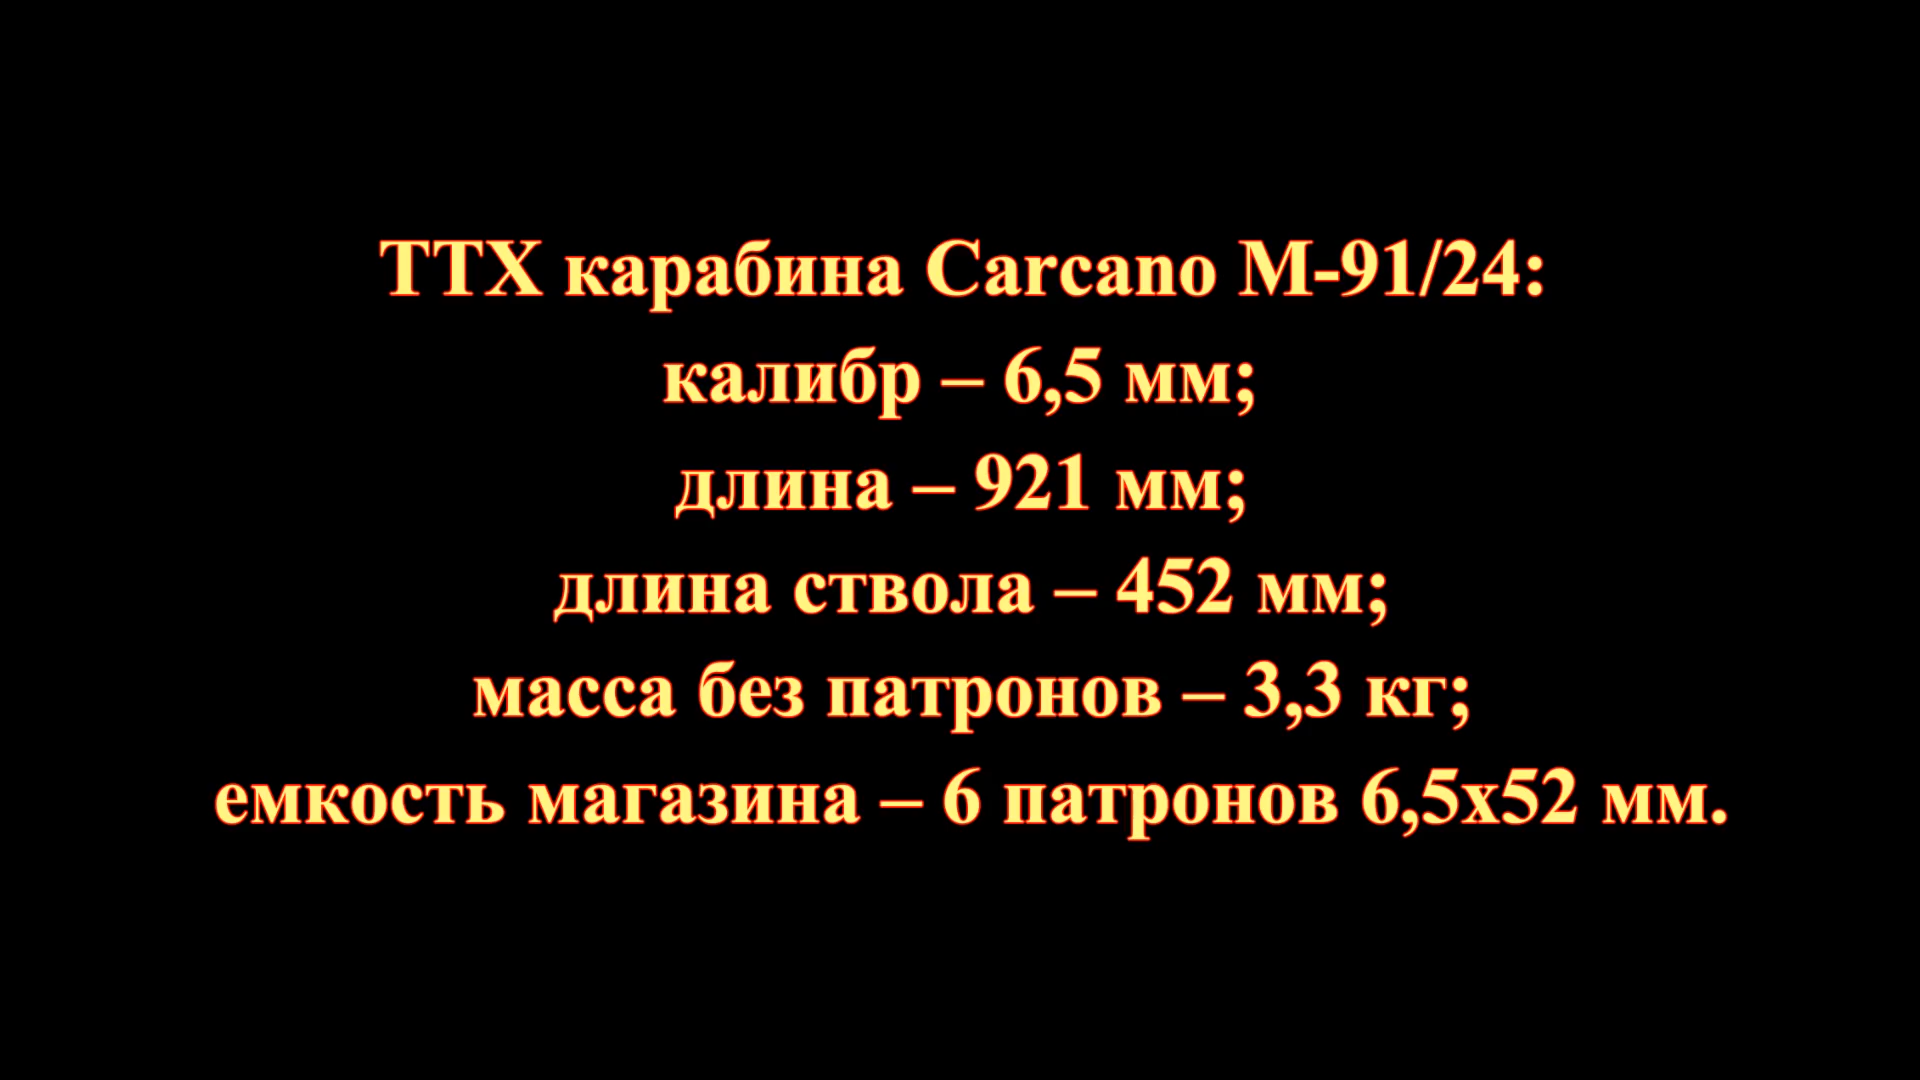 ТТХ карабина Carcano M-91/24:
калибр – 6,5 мм;
длина – 921 мм;
длина ствола – 452 мм;
масса без патронов – 3,3 кг;
емкость магазина – 6 патронов 6,5x52 мм.